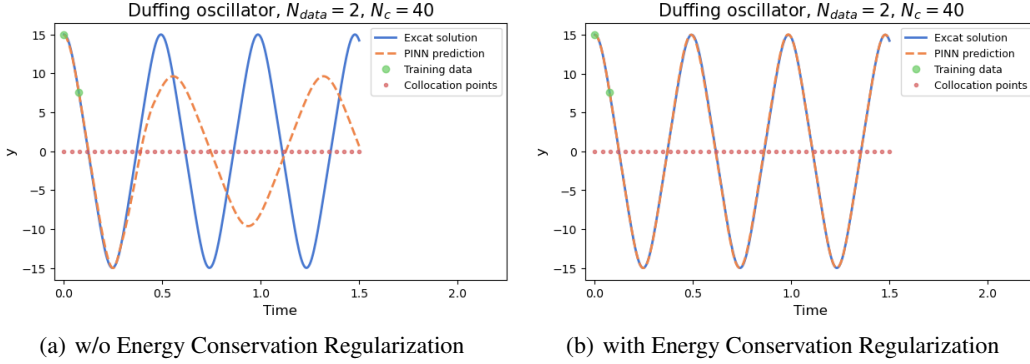 Duffing oscillator, N_data = 2, N_c = 40
Excat solution
PINN prediction
Training data
Collocation points
15
10
5
0
−5
−10
−15
y
0.0 0.5 1.0 1.5 2.0
Time
(a) w/o Energy Conservation Regularization
Duffing oscillator, N_data = 2, N_c = 40
Excat solution
PINN prediction
Training data
Collocation points
15
10
5
0
−5
−10
−15
y
0.0 0.5 1.0 1.5 2.0
Time
(b) with Energy Conservation Regularization